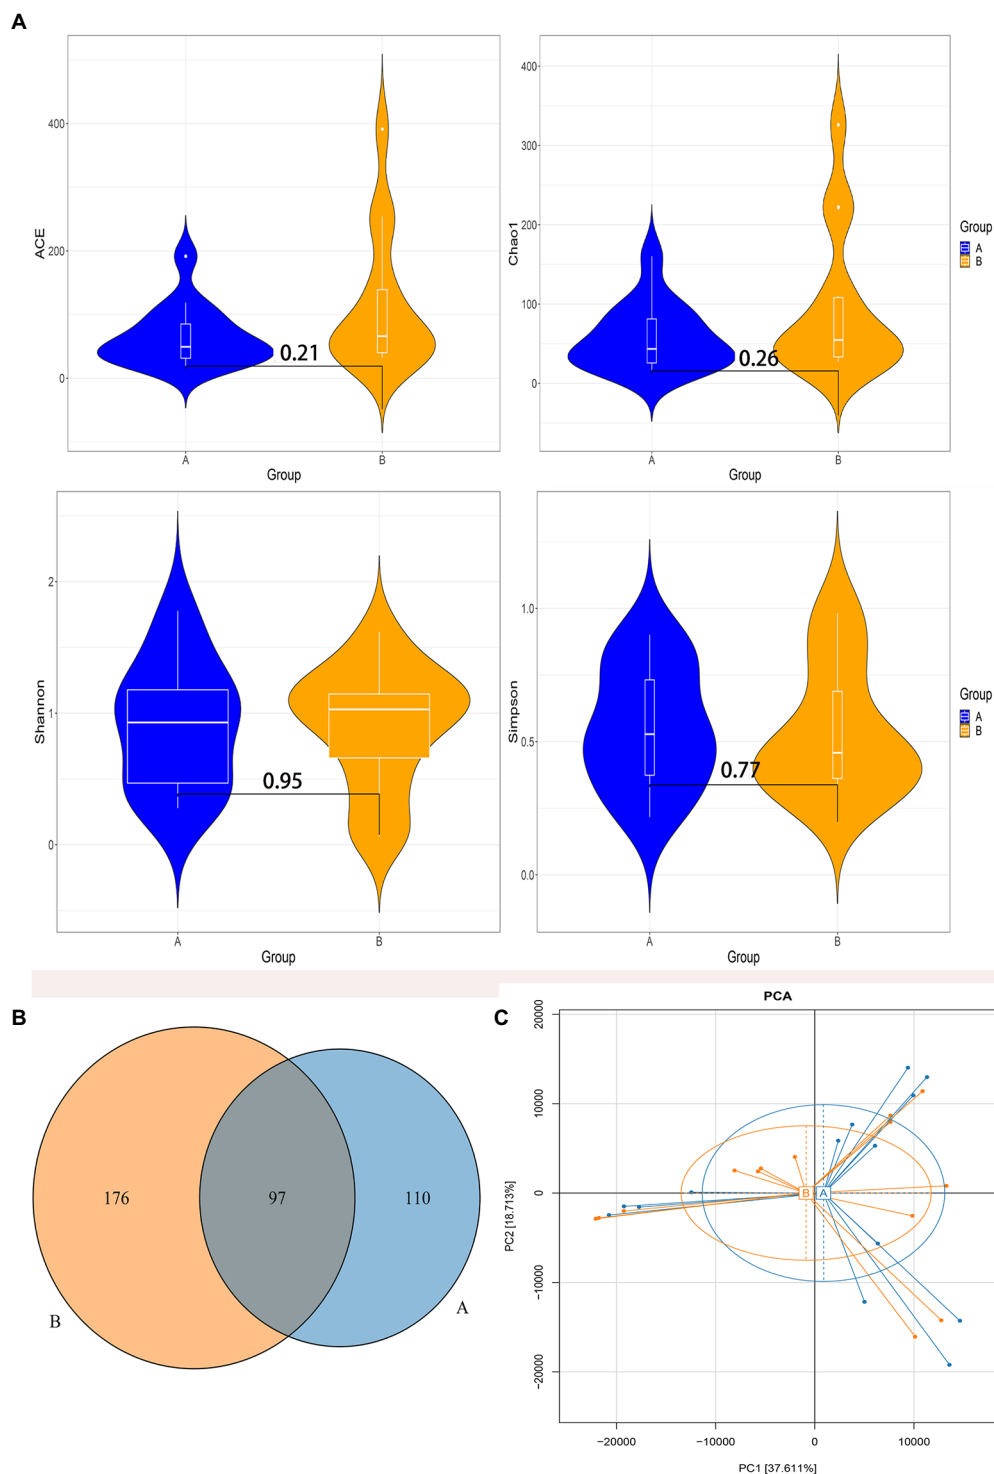 A
ACE
400
200
0
0.21
A
B
Group
Chao1
400
300
200
100
0
0.26
A
B
Group
Group
A
B
Shannon
2
1
0
0.95
A
B
Group
Simpson
1.0
0.5
0.0
0.77
A
B
Group
Group
A
B
B
176
97
110
B
A
C
PCA
PC2 [18.713%]
20000
10000
0
−10000
−20000
B
A
−20000
−10000
0
10000
PC1 [37.611%]